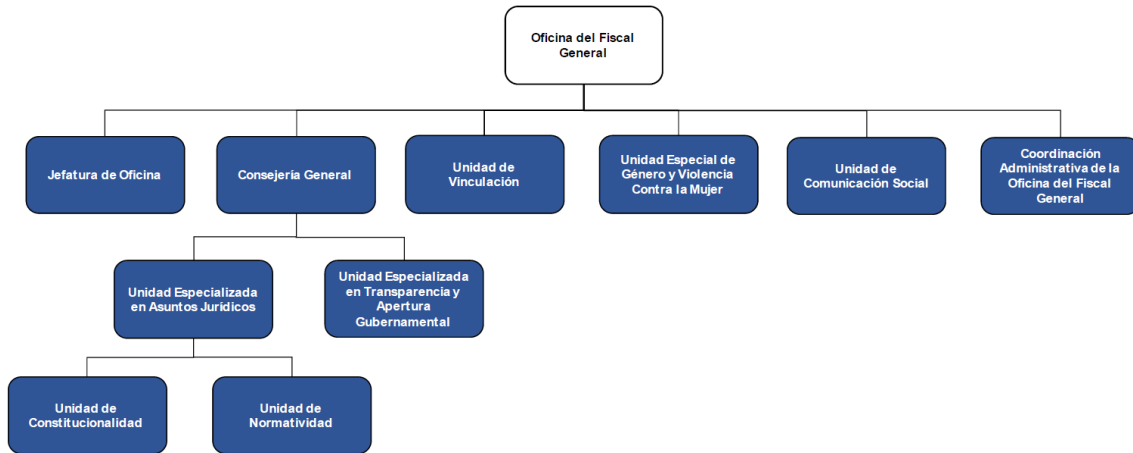 Oficina del Fiscal
General
Jefatura de Oficina
Consejería General
Unidad de
Vinculación
Unidad Especial de
Género y Violencia
Contra la Mujer
Unidad de
Comunicación Social
Coordinación
Administrativa de la
Oficina del Fiscal
General
Unidad Especializada
en Asuntos Jurídicos
Unidad Especializada
en Transparencia y
Apertura
Gubernamental
Unidad de
Constitucionalidad
Unidad de
Normatividad